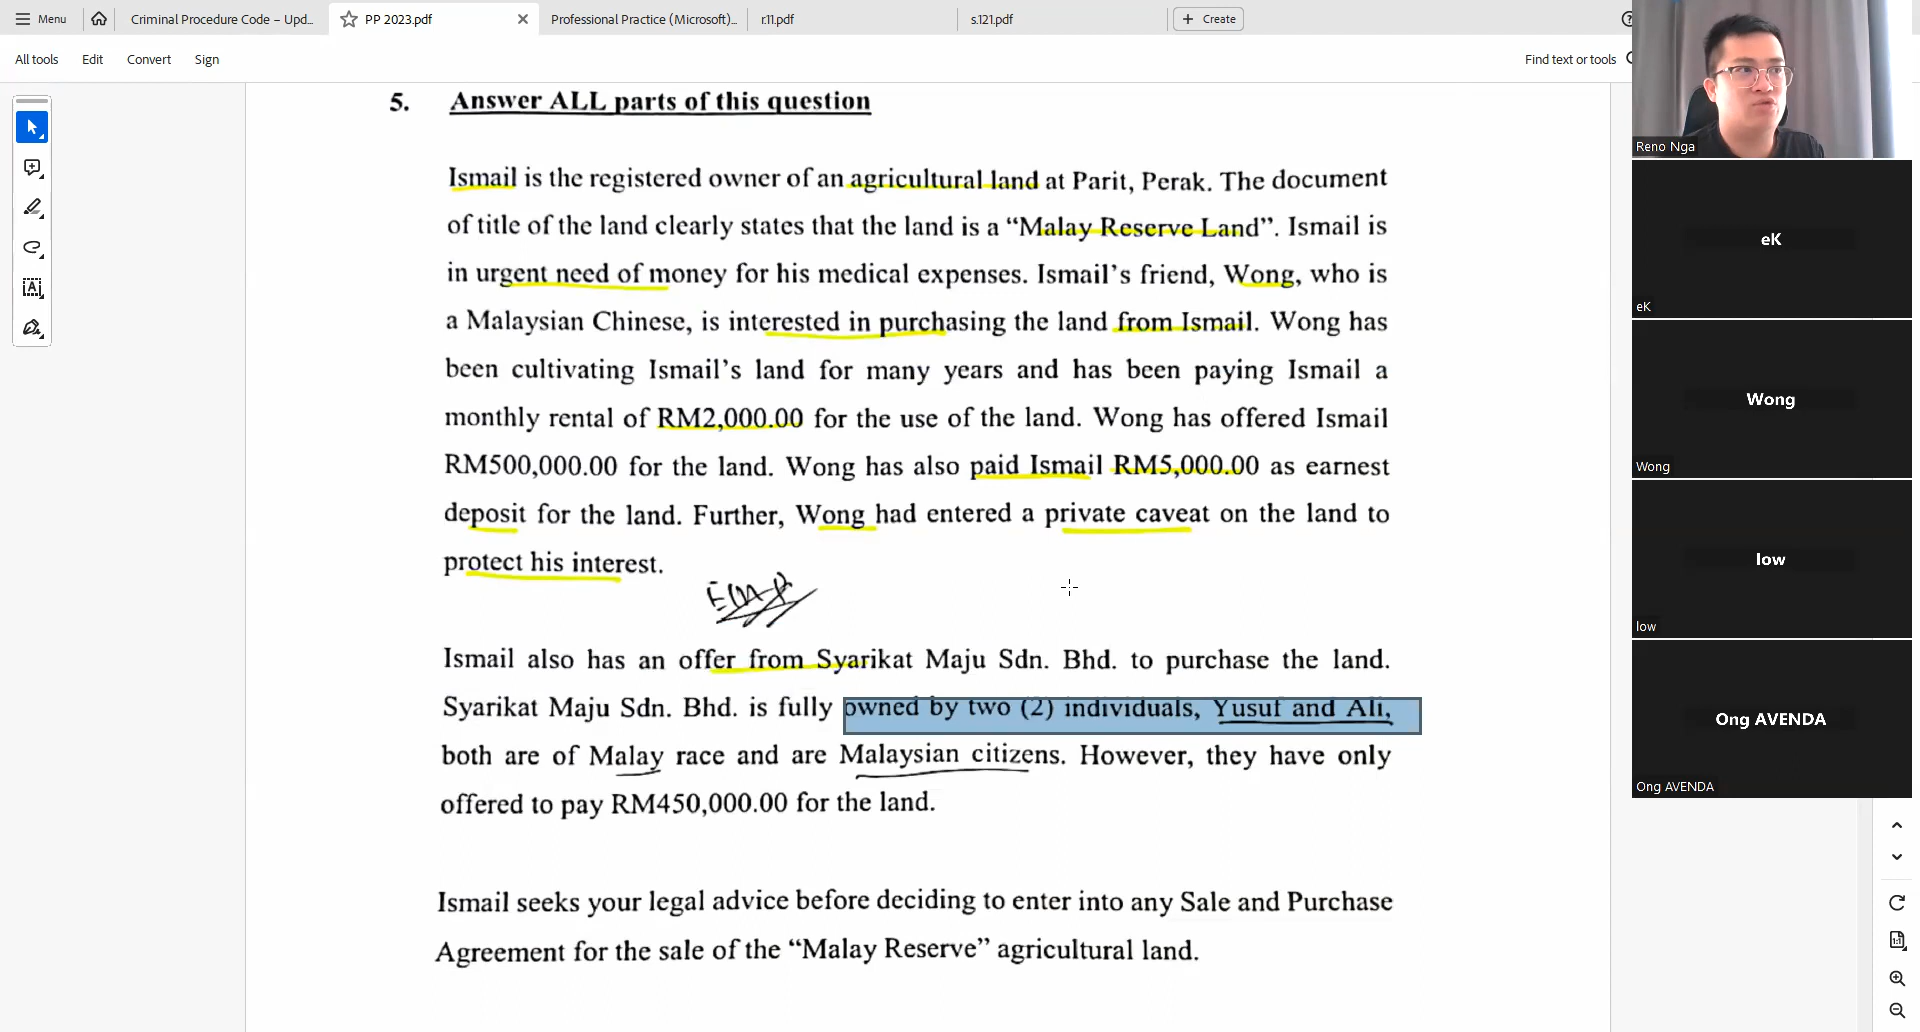 Menu
Criminal Procedure Code – Upd...
PP 2023.pdf
Professional Practice (Microsoft)...
r.11.pdf
s.121.pdf
Create
All tools
Edit
Convert
Sign
Find text or tools
5. Answer ALL parts of this question
Ismail is the registered owner of an agricultural land at Parit, Perak. The document
of title of the land clearly states that the land is a “Malay Reserve Land”. Ismail is
in urgent need of money for his medical expenses. Ismail’s friend, Wong, who is
a Malaysian Chinese, is interested in purchasing the land from Ismail. Wong has
been cultivating Ismail’s land for many years and has been paying Ismail a
monthly rental of RM2,000.00 for the use of the land. Wong has offered Ismail
RM500,000.00 for the land. Wong has also paid Ismail RM5,000.00 as earnest
deposit for the land. Further, Wong had entered a private caveat on the land to
protect his interest.
Ismail also has an offer from Syarikat Maju Sdn. Bhd. to purchase the land.
Syarikat Maju Sdn. Bhd. is fully owned by two (2) individuals, Yusuf and Ali,
both are of Malay race and are Malaysian citizens. However, they have only
offered to pay RM450,000.00 for the land.
Ismail seeks your legal advice before deciding to enter into any Sale and Purchase
Agreement for the sale of the “Malay Reserve” agricultural land.
Reno Nga
eK
eK
Wong
Wong
low
low
Ong AVENDA
Ong AVENDA